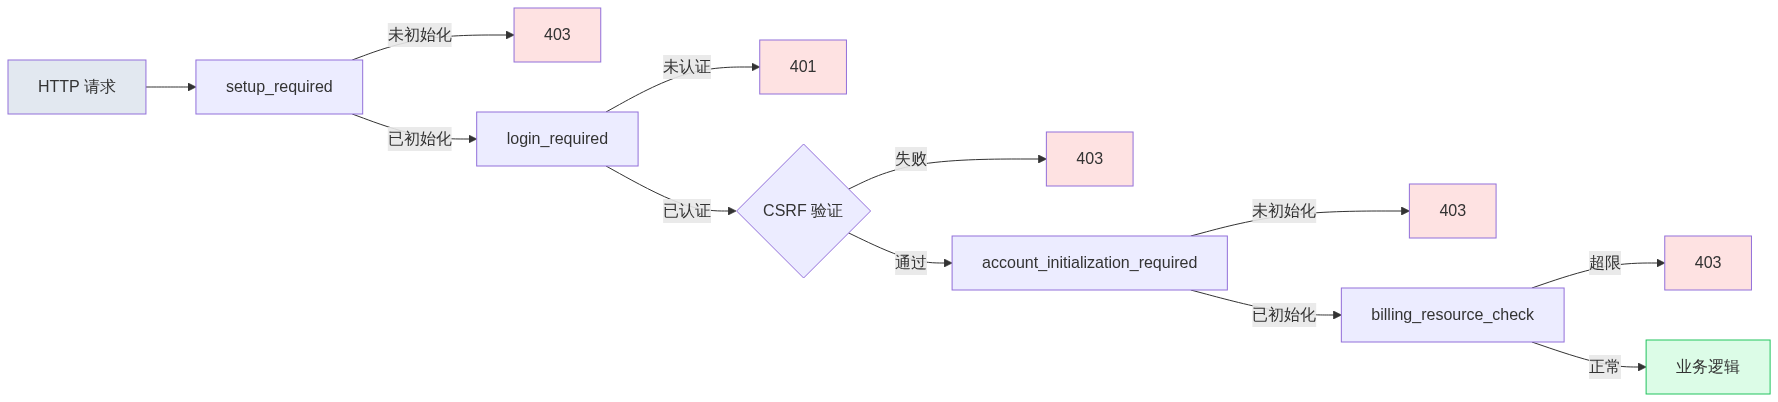 HTTP 请求
setup_required
未初始化
403
已初始化
login_required
未认证
401
已认证
CSRF 验证
失败
403
通过
account_initialization_required
未初始化
403
已初始化
billing_resource_check
超限
403
正常
业务逻辑